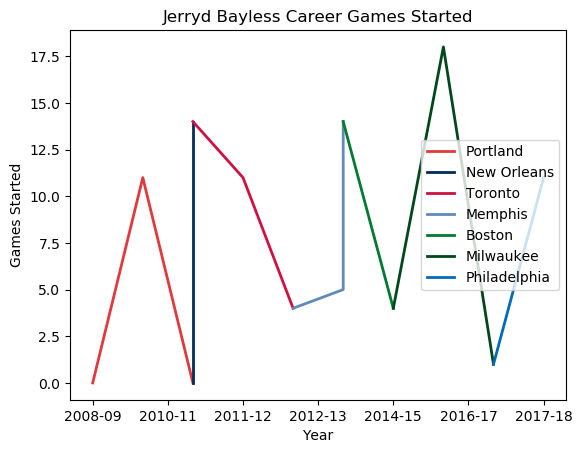 Jerryd Bayless Career Games Started
Games Started
17.5
15.0
12.5
10.0
7.5
5.0
2.5
0.0
Portland
New Orleans
Toronto
Memphis
Boston
Milwaukee
Philadelphia
2008-09 2010-11 2011-12 2012-13 2014-15 2016-17 2017-18
Year